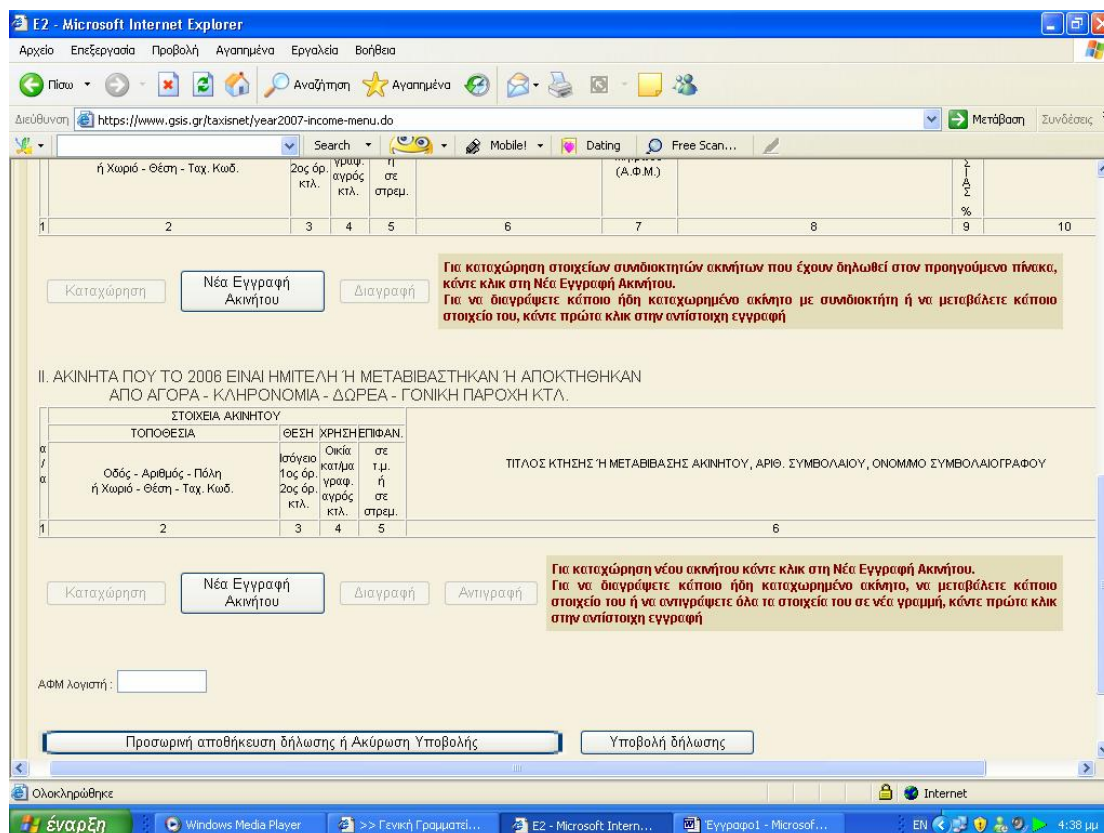 E2 - Microsoft Internet Explorer
Αρχείο Επεξεργασία Προβολή Αγαπημένα Εργαλεία Βοήθεια
Πίσω Αναζήτηση Αγαπημένα
Διεύθυνση https://www.gsis.gr/taxisnet/year2007-income-menu.do Μετάβαση Συνδέσεις
Search Mobile! Dating Free Scan...
ή Χωριό - Θέση - Ταχ. Κωδ.
2ος όρ.
κτλ.
γραφ.
αγρός
κτλ.
ή
σε
στρεμ.
(Α.Φ.Μ.)
Σ
Ι
Α
Σ
%
1 2 3 4 5 6 7 8 9 10
Καταχώρηση
Νέα Εγγραφή
Ακινήτου
Διαγραφή
Για καταχώρηση στοιχείων συνιδιοκτητών ακινήτων που έχουν δηλωθεί στον προηγούμενο πίνακα,
κάντε κλικ στη Νέα Εγγραφή Ακινήτου.
Για να διαγράψετε κάποιο ήδη καταχωρημένο ακίνητο με συνιδιοκτήτη ή να μεταβάλετε κάποιο
στοιχείο του, κάντε πρώτα κλικ στην αντίστοιχη εγγραφή
ΙΙ. ΑΚΙΝΗΤΑ ΠΟΥ ΤΟ 2006 ΕΙΝΑΙ ΗΜΙΤΕΛΗ Ή ΜΕΤΑΒΙΒΑΣΤΗΚΑΝ Ή ΑΠΟΚΤΗΘΗΚΑΝ
ΑΠΟ ΑΓΟΡΑ - ΚΛΗΡΟΝΟΜΙΑ - ΔΩΡΕΑ - ΓΟΝΙΚΗ ΠΑΡΟΧΗ ΚΤΛ.
ΣΤΟΙΧΕΙΑ ΑΚΙΝΗΤΟΥ
ΤΟΠΟΘΕΣΙΑ ΘΕΣΗ ΧΡΗΣΗ ΕΠΙΦΑΝ.
α
/
α
Οδός - Αριθμός - Πόλη
ή Χωριό - Θέση - Ταχ. Κωδ.
Ισόγειο
1ος όρ.
2ος όρ.
κτλ.
Οικία
κατ/μα
γραφ.
αγρός
κτλ.
σε
τ.μ.
ή
σε
στρεμ.
ΤΙΤΛΟΣ ΚΤΗΣΗΣ Ή ΜΕΤΑΒΙΒΑΣΗΣ ΑΚΙΝΗΤΟΥ, ΑΡΙΘ. ΣΥΜΒΟΛΑΙΟΥ, ΟΝΟΜ/ΜΟ ΣΥΜΒΟΛΑΙΟΓΡΑΦΟΥ
1 2 3 4 5 6
Καταχώρηση
Νέα Εγγραφή
Ακινήτου
Διαγραφή
Αντιγραφή
Για καταχώρηση νέου ακινήτου κάντε κλικ στη Νέα Εγγραφή Ακινήτου.
Για να διαγράψετε κάποιο ήδη καταχωρημένο ακίνητο, να μεταβάλετε κάποιο
στοιχείο του ή να αντιγράψετε όλα τα στοιχεία του σε νέα γραμμή, κάντε πρώτα κλικ
στην αντίστοιχη εγγραφή
ΑΦΜ λογιστή :
Προσωρινή αποθήκευση δήλωσης ή Ακύρωση Υποβολής
Υποβολή δήλωσης
Ολοκληρώθηκε Internet
έναρξη Windows Media Player >> Γενική Γραμματεί... E2 - Microsoft Intern... Έγγραφο1 - Microsof... EN 4:38 μμ